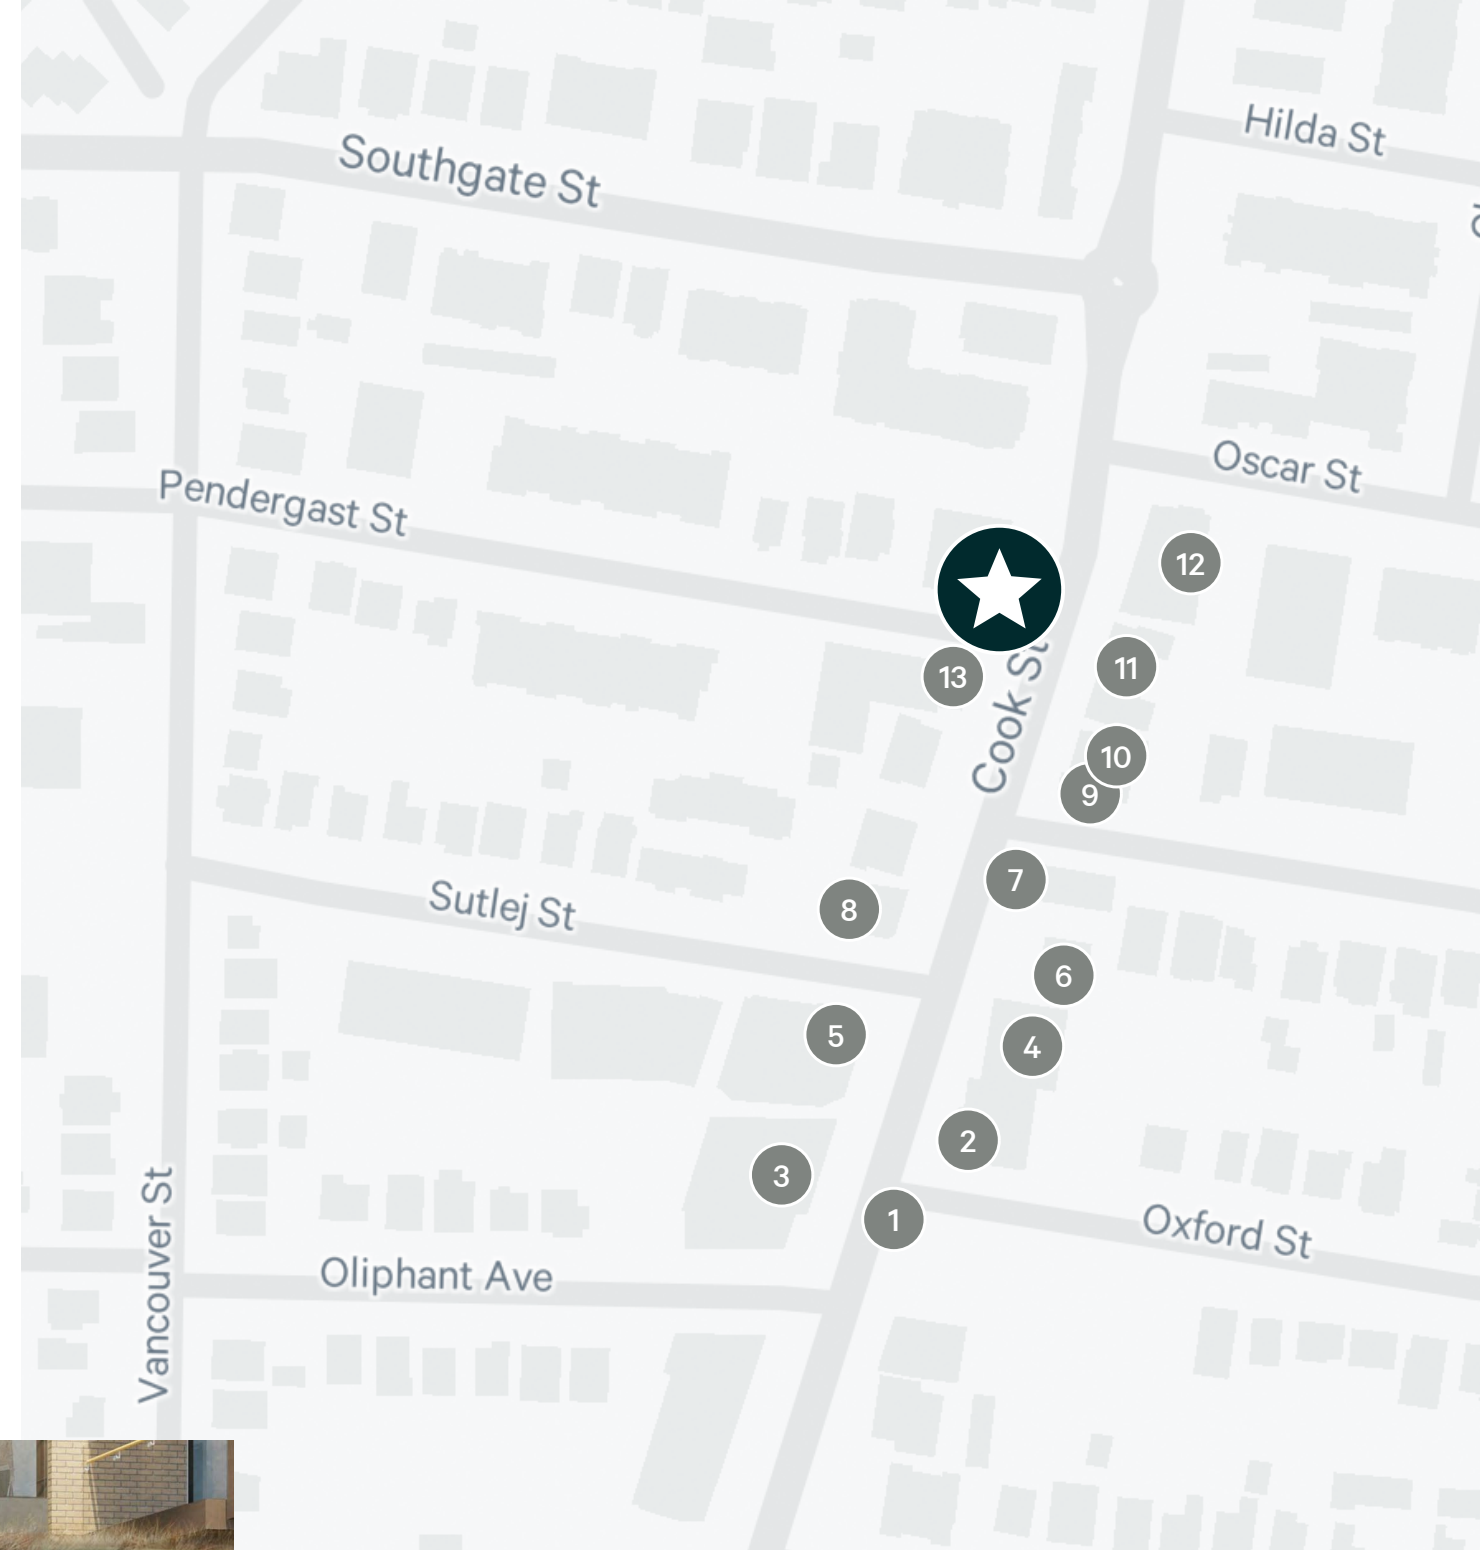 Hilda St
Southgate St
Oscar St
Pendergast St
12
11
13
Cook St
10
9
7
8
Sutlej St
6
5
4
2
3
1
Oxford St
Vancouver St
Oliphant Ave